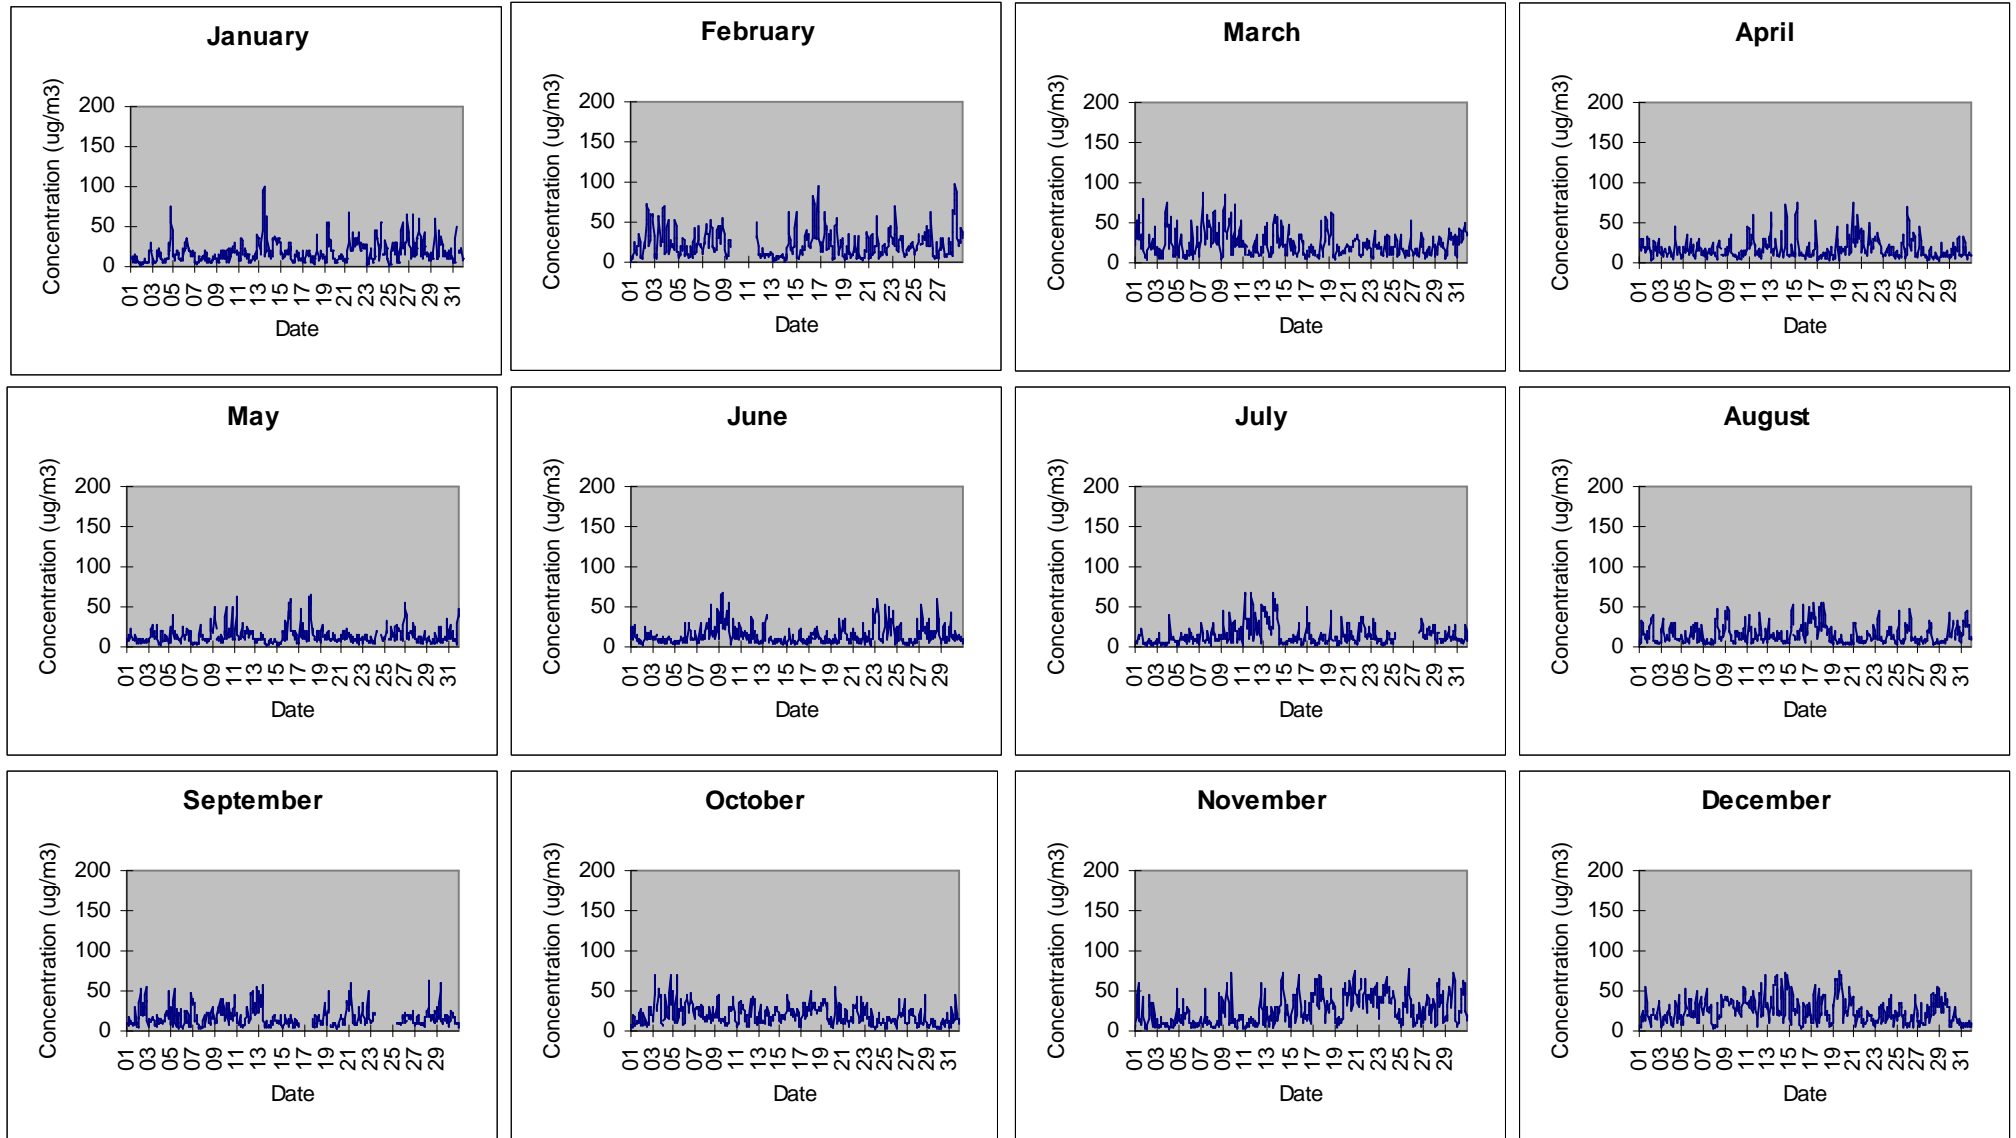 January
Concentration (ug/m3)
200
150
100
50
0
01 03 05 07 09 11 13 15 17 19 21 23 25 27 29 31
Date
February
Concentration (ug/m3)
200
150
100
50
0
01 03 05 07 09 11 13 15 17 19 21 23 25 27
Date
March
Concentration (ug/m3)
200
150
100
50
0
01 03 05 07 09 11 13 15 17 19 21 23 25 27 29 31
Date
April
Concentration (ug/m3)
200
150
100
50
0
01 03 05 07 09 11 13 15 17 19 21 23 25 27 29
Date
May
Concentration (ug/m3)
200
150
100
50
0
01 03 05 07 09 11 13 15 17 19 21 23 25 27 29 31
Date
June
Concentration (ug/m3)
200
150
100
50
0
01 03 05 07 09 11 13 15 17 19 21 23 25 27 29
Date
July
Concentration (ug/m3)
200
150
100
50
0
01 03 05 07 09 11 13 15 17 19 21 23 25 27 29 31
Date
August
Concentration (ug/m3)
200
150
100
50
0
01 03 05 07 09 11 13 15 17 19 21 23 25 27 29 31
Date
September
Concentration (ug/m3)
200
150
100
50
0
01 03 05 07 09 11 13 15 17 19 21 23 25 27 29
Date
October
Concentration (ug/m3)
200
150
100
50
0
01 03 05 07 09 11 13 15 17 19 21 23 25 27 29 31
Date
November
Concentration (ug/m3)
200
150
100
50
0
01 03 05 07 09 11 13 15 17 19 21 23 25 27 29
Date
December
Concentration (ug/m3)
200
150
100
50
0
01 03 05 07 09 11 13 15 17 19 21 23 25 27 29 31
Date